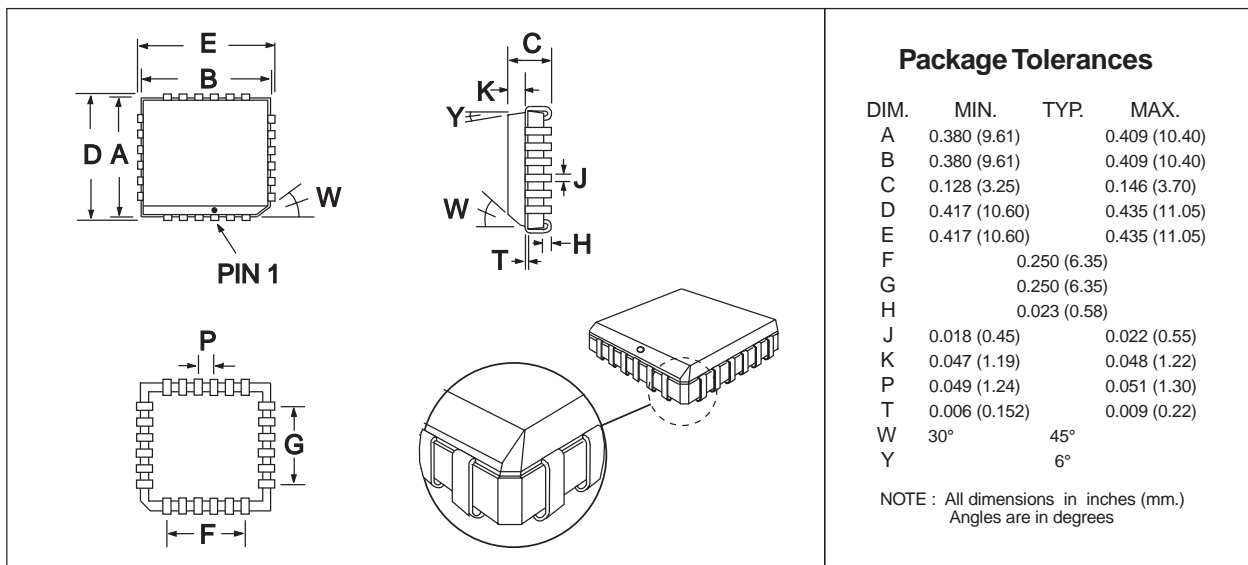 E
B
D
A
W
PIN 1
C
K
Y
J
W
H
T
P
G
F
Package Tolerances
DIM. MIN. TYP. MAX.
A 0.380 (9.61) 0.409 (10.40)
B 0.380 (9.61) 0.409 (10.40)
C 0.128 (3.25) 0.146 (3.70)
D 0.417 (10.60) 0.435 (11.05)
E 0.417 (10.60) 0.435 (11.05)
F 0.250 (6.35)
G 0.250 (6.35)
H 0.023 (0.58)
J 0.018 (0.45) 0.022 (0.55)
K 0.047 (1.19) 0.048 (1.22)
P 0.049 (1.24) 0.051 (1.30)
T 0.006 (0.152) 0.009 (0.22)
W 30° 45°
Y 6°
NOTE : All dimensions in inches (mm.)
Angles are in degrees